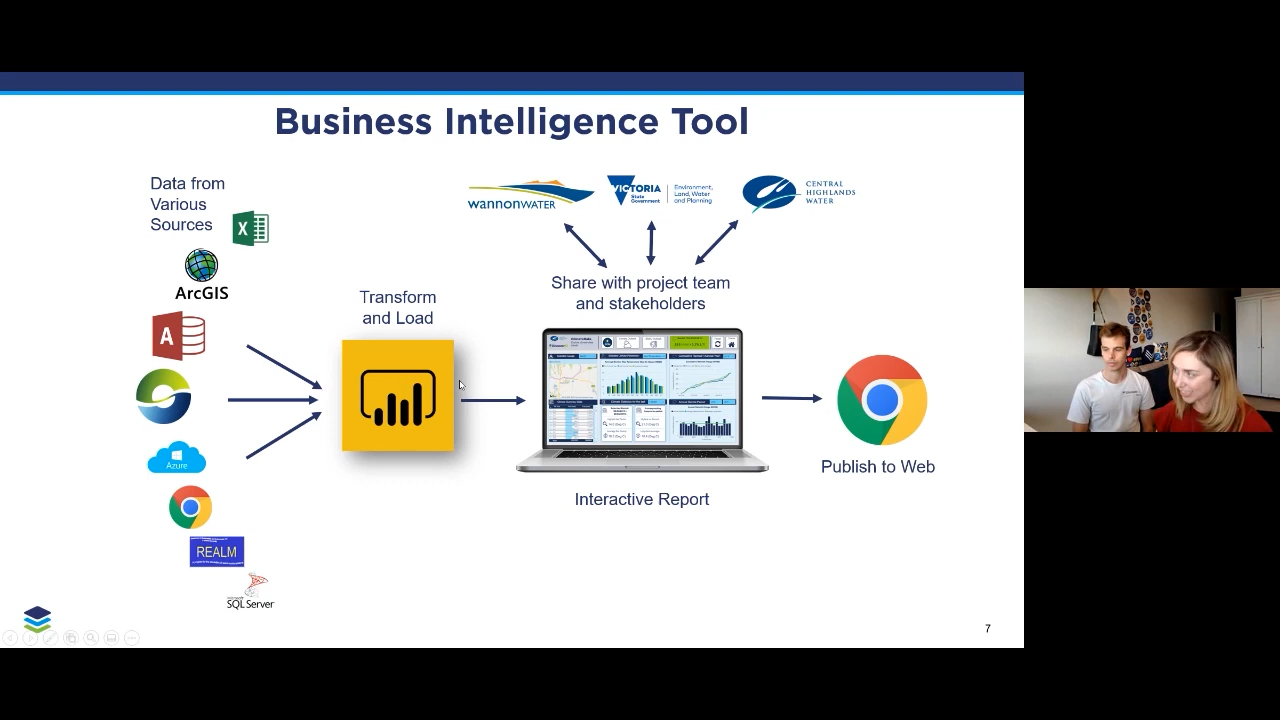 Business Intelligence Tool
Data from
Various
Sources
X
ArcGIS
A
Azure
REALM
Microsoft
SQL Server
Transform
and Load
wannonWATER
VICTORIA
State
Government
Environment,
Land, Water
and Planning
CENTRAL
HIGHLANDS
WATER
Share with project team
and stakeholders
Interactive Report
Publish to Web
7